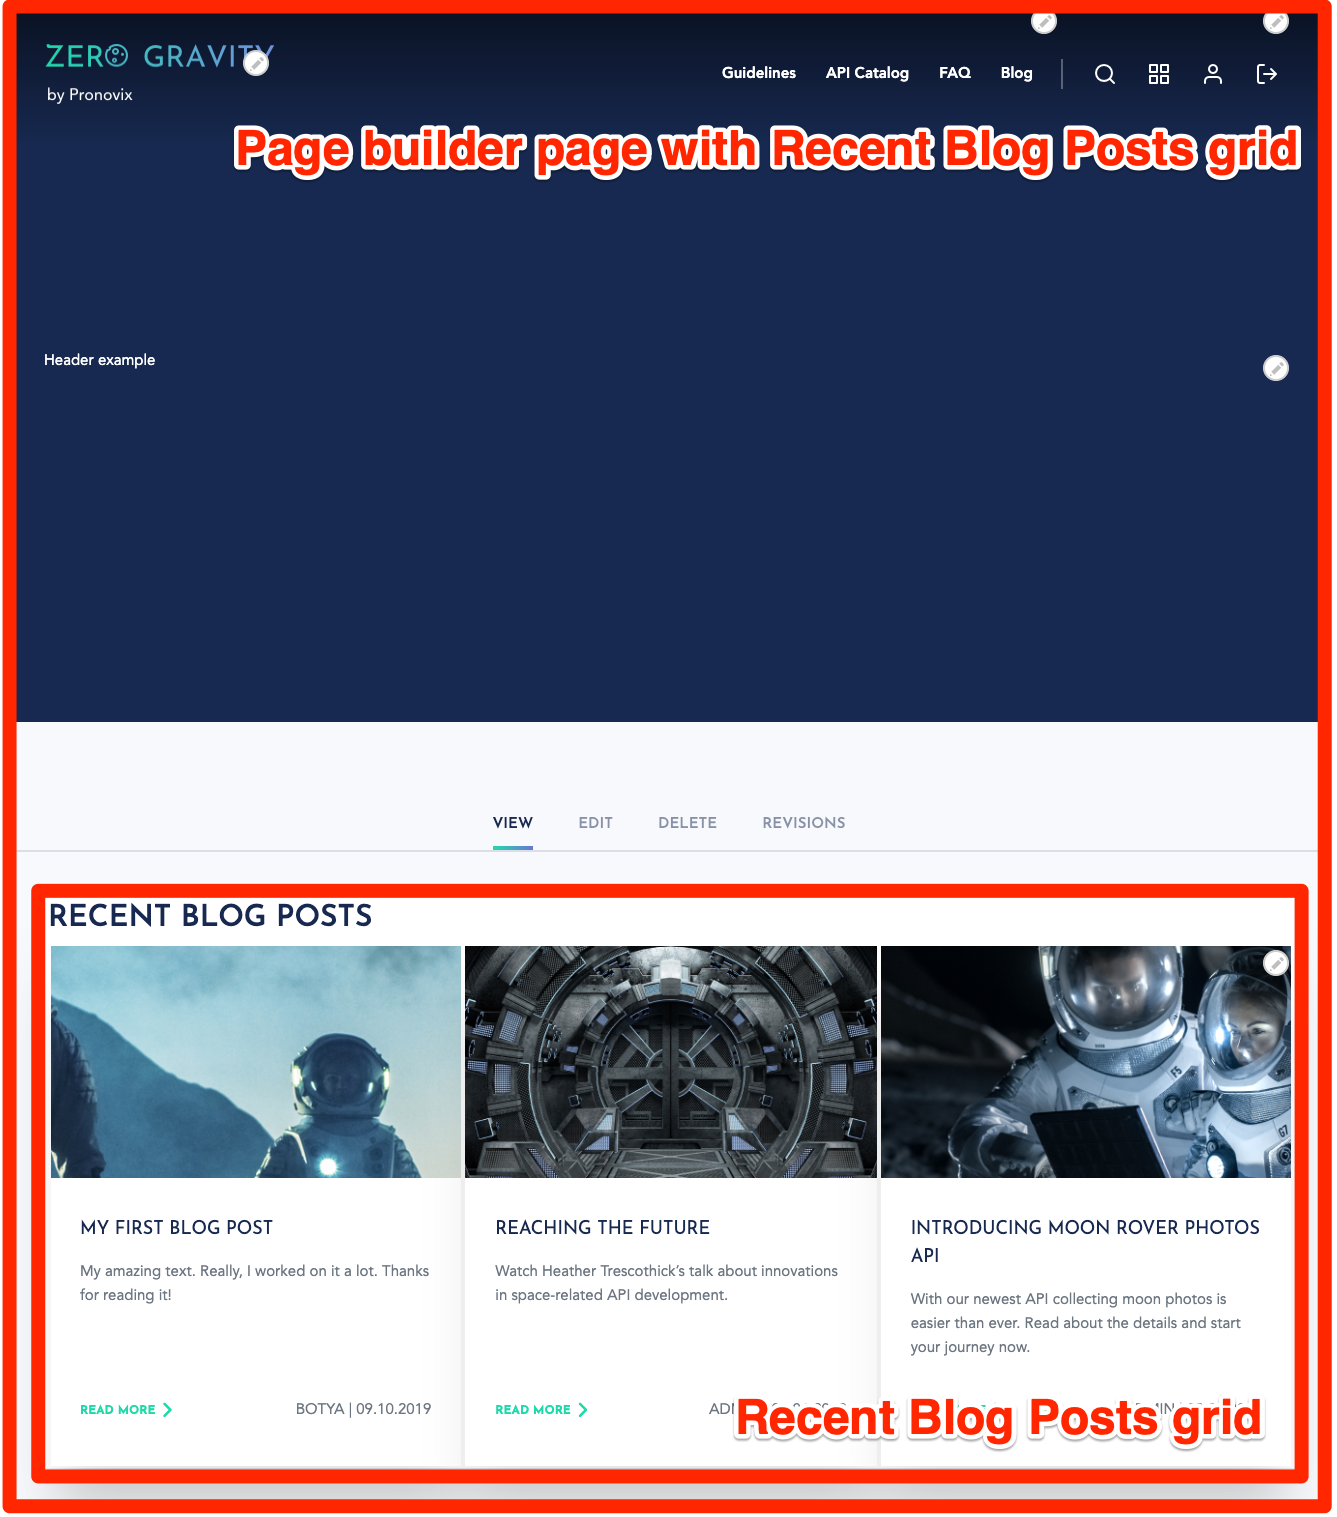 ZERO GRAVITY
by Pronovix
Guidelines
API Catalog
FAQ
Blog
Page builder page with Recent Blog Posts grid
Header example
VIEW
EDIT
DELETE
REVISIONS
RECENT BLOG POSTS
MY FIRST BLOG POST
My amazing text. Really, I worked on it a lot. Thanks
for reading it!
READ MORE
BOTYA | 09.10.2019
REACHING THE FUTURE
Watch Heather Trescothick's talk about innovations
in space-related API development.
READ MORE
INTRODUCING MOON ROVER PHOTOS
API
With our newest API collecting moon photos is
easier than ever. Read about the details and start
your journey now.
Recent Blog Posts grid
F5
G7